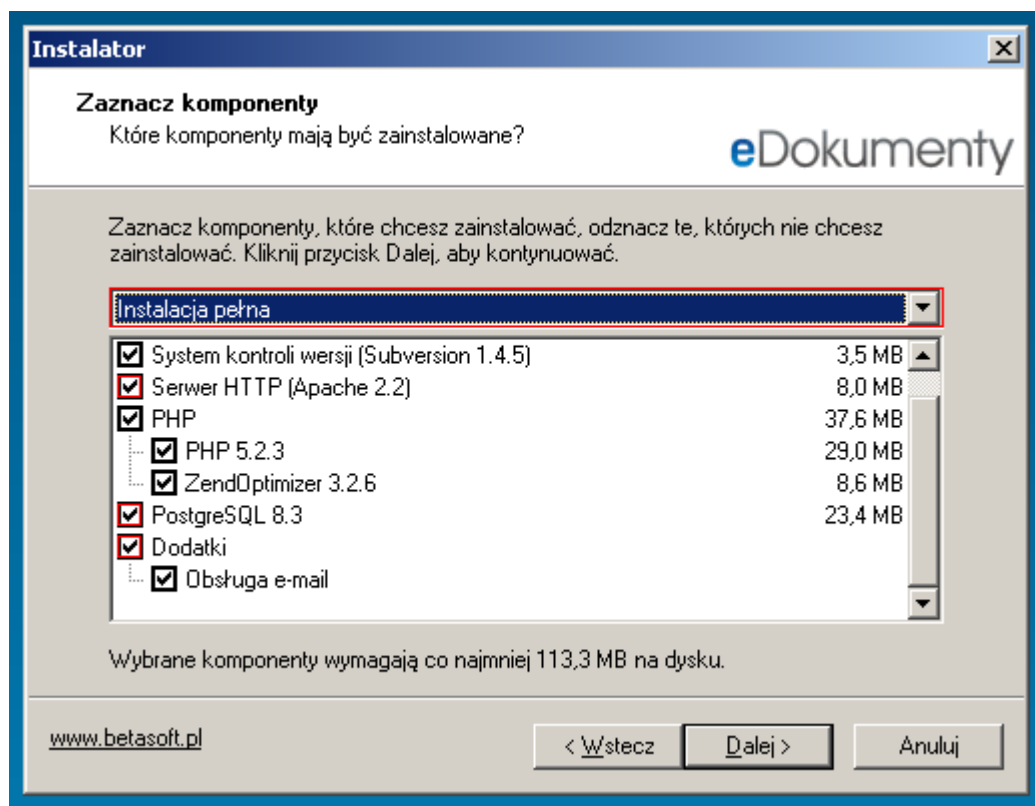 Instalator
Zaznacz komponenty
Które komponenty mają być zainstalowane?
eDokumenty
Zaznacz komponenty, które chcesz zainstalować, odznacz te, których nie chcesz
zainstalować. Kliknij przycisk Dalej, aby kontynuować.
Instalacja pełna
System kontroli wersji (Subversion 1.4.5) 3,5 MB
Serwer HTTP (Apache 2.2) 8,0 MB
PHP 37,6 MB
PHP 5.2.3 29,0 MB
ZendOptimizer 3.2.6 8,6 MB
PostgreSQL 8.3 23,4 MB
Dodatki
Obsługa e-mail
Wybrane komponenty wymagają co najmniej 113,3 MB na dysku.
www.betasoft.pl < Wstecz Dalej > Anuluj